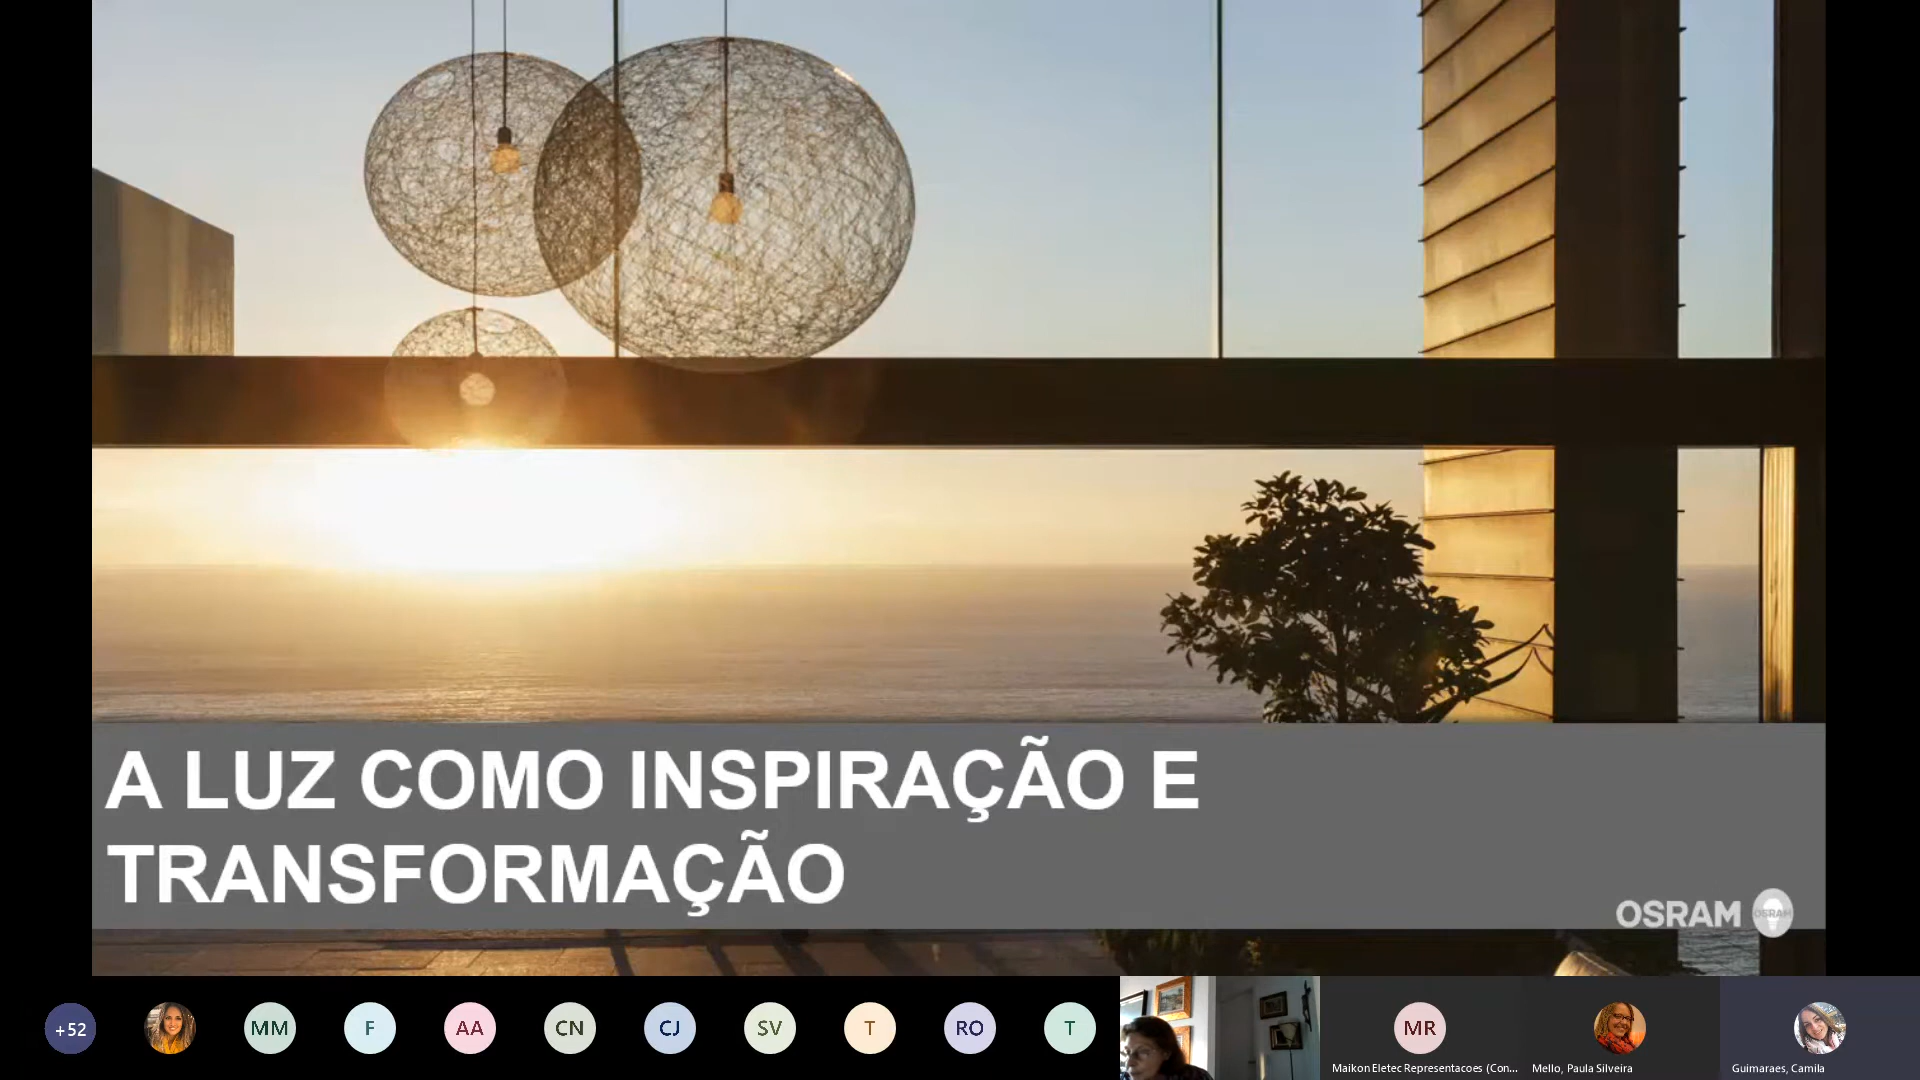 A LUZ COMO INSPIRAÇÃO E
TRANSFORMAÇÃO
OSRAM OSRAM
+52
MM
F
AA
CN
CJ
SV
T
RO
T
MR
Maikon Eletec Representacoes (Con...
Mello, Paula Silveira
Guimaraes, Camila